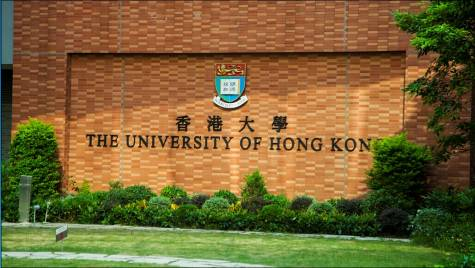 香港大學
THE UNIVERSITY OF HONG KON